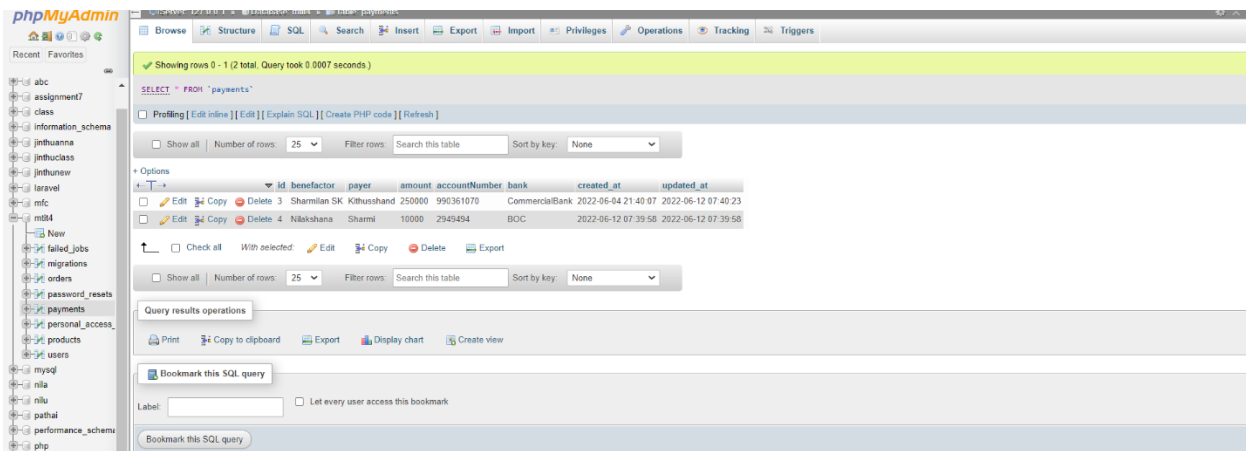 phpMyAdmin
Server: 127.0.0.1 » Database: mtit4 » Table: payments
Browse Structure SQL Search Insert Export Import Privileges Operations Tracking Triggers
Recent Favorites
abc
assignment7
class
information_schema
jinthuanna
jinthuclass
jinthunew
laravel
mfc
mtit4
New
failed_jobs
migrations
orders
password_resets
payments
personal_access_
products
users
mysql
nila
nilu
pathai
performance_schema
php
Showing rows 0 - 1 (2 total, Query took 0.0007 seconds.)
SELECT * FROM `payments`
Profiling [ Edit inline ] [ Edit ] [ Explain SQL ] [ Create PHP code ] [ Refresh ]
Show all | Number of rows: 25 Filter rows: Search this table Sort by key: None
+ Options
←T→ id benefactor payer amount accountNumber bank created_at updated_at
Edit Copy Delete 3 Sharmilan SK Kithusshand 250000 990361070 CommercialBank 2022-06-04 21:40:07 2022-06-12 07:40:23
Edit Copy Delete 4 Nilakshana Sharmi 10000 2949494 BOC 2022-06-12 07:39:58 2022-06-12 07:39:58
Check all With selected: Edit Copy Delete Export
Show all | Number of rows: 25 Filter rows: Search this table Sort by key: None
Query results operations
Print Copy to clipboard Export Display chart Create view
Bookmark this SQL query
Label: Let every user access this bookmark
Bookmark this SQL query